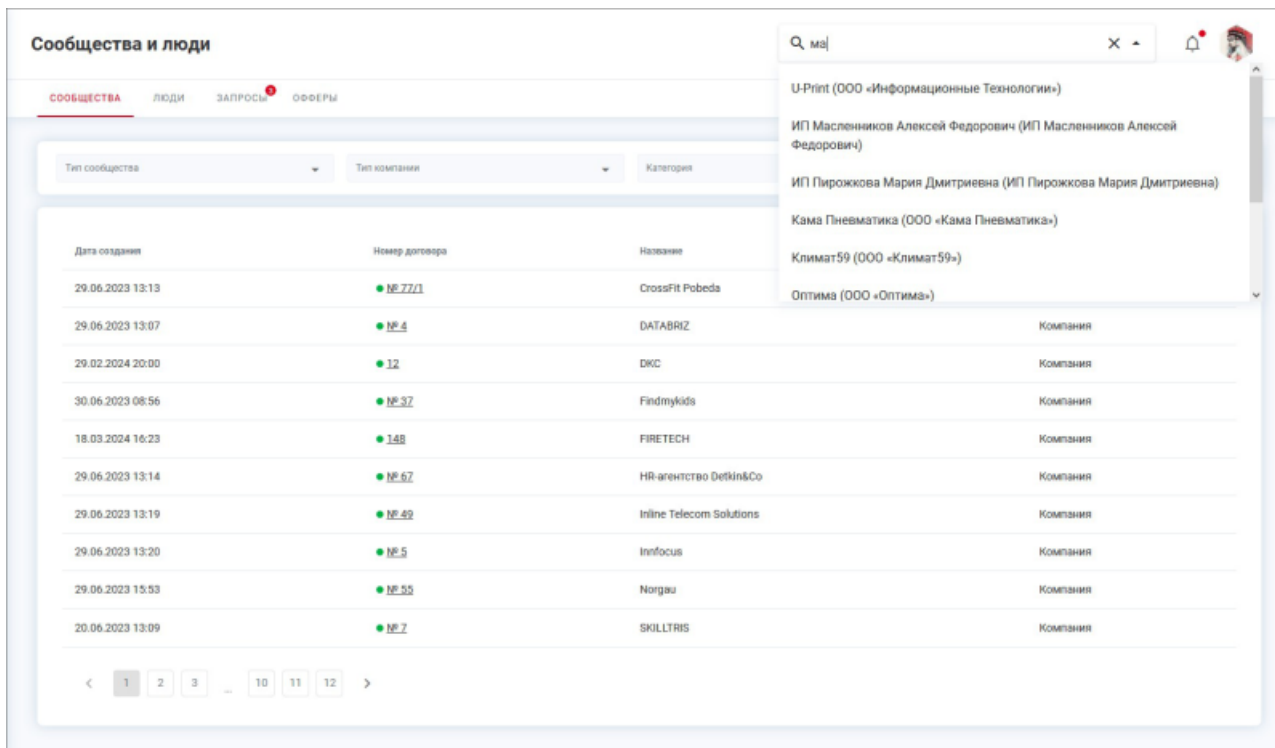 Сообщества и люди
ма
СООБЩЕСТВА ЛЮДИ ЗАПРОСЫ 3 ОФФЕРЫ
U-Print (ООО «Информационные Технологии»)
ИП Масленников Алексей Федорович (ИП Масленников Алексей
Федорович)
ИП Пирожкова Мария Дмитриевна (ИП Пирожкова Мария Дмитриевна)
Кама Пневматика (ООО «Кама Пневматика»)
Климат59 (ООО «Климат59»)
Оптима (ООО «Оптима»)
Тип сообщества Тип компании Категория
Дата создания Номер договора Название
29.06.2023 13:13 № 77/1 CrossFit Pobeda
29.06.2023 13:07 № 4 DATABRIZ Компания
29.02.2024 20:00 12 DKC Компания
30.06.2023 08:56 № 37 Findmykids Компания
18.03.2024 16:23 148 FIRETECH Компания
29.06.2023 13:14 № 67 HR-агентство Detkin&Co Компания
29.06.2023 13:19 № 49 Inline Telecom Solutions Компания
29.06.2023 13:20 № 5 Innfocus Компания
29.06.2023 15:53 № 55 Norgau Компания
20.06.2023 13:09 № 7 SKILLTRIS Компания
1 2 3 ... 10 11 12